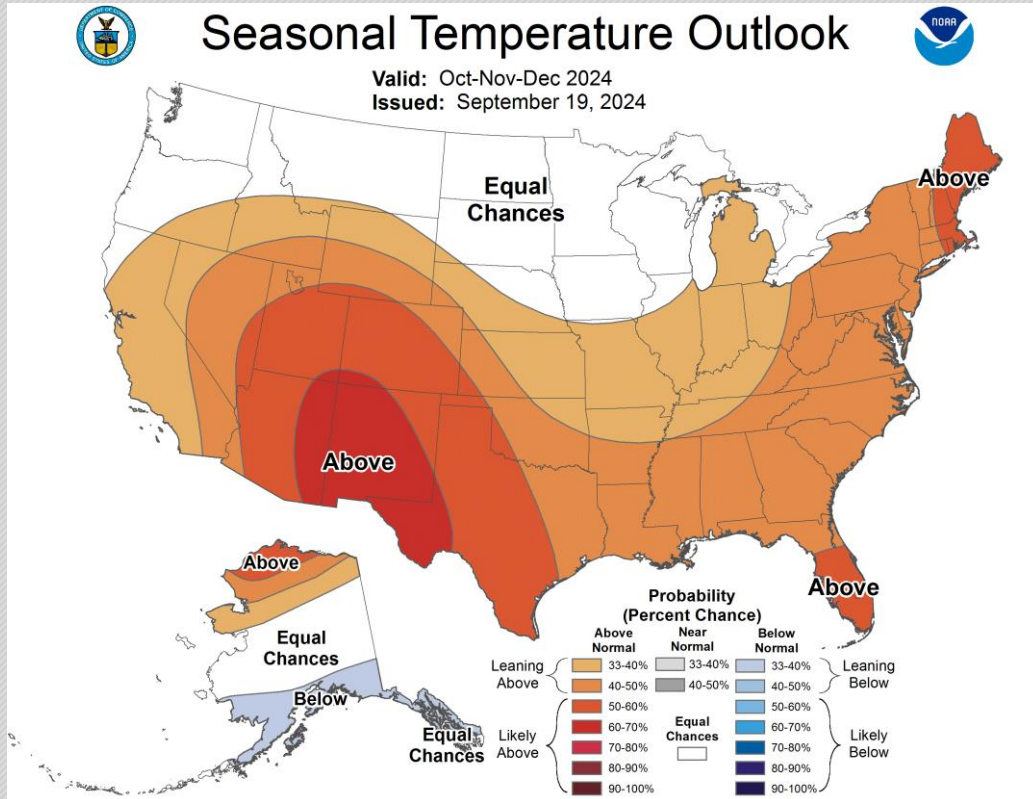 Seasonal Temperature Outlook
NOAA
Valid: Oct-Nov-Dec 2024
Issued: September 19, 2024
Equal
Chances
Above
Above
Above
Above
Equal
Chances
Below
Equal
Chances
Probability
(Percent Chance)
Above
Normal
Near
Normal
Below
Normal
Leaning
Above
33-40%
33-40%
33-40%
Leaning
Below
40-50%
40-50%
40-50%
Likely
Above
50-60%
Equal
Chances
50-60%
Likely
Below
60-70%
60-70%
70-80%
70-80%
80-90%
80-90%
90-100%
90-100%